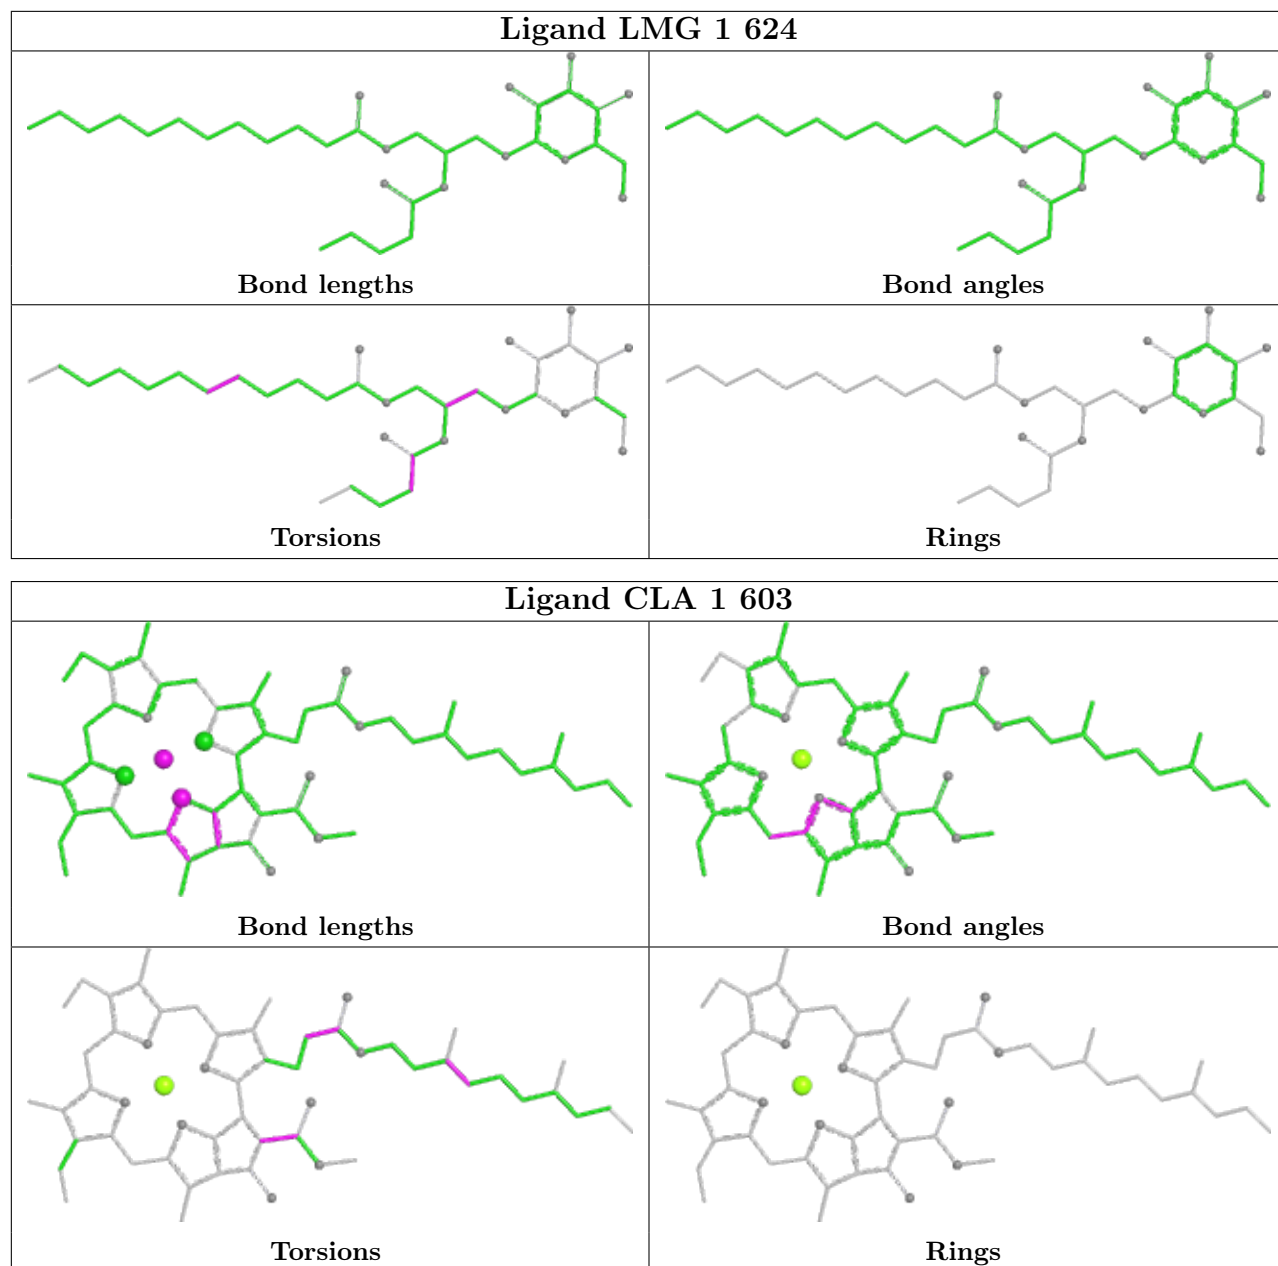 Ligand LMG 1 624
Bond lengths
Bond angles
Torsions
Rings
Ligand CLA 1 603
Bond lengths
Bond angles
Torsions
Rings